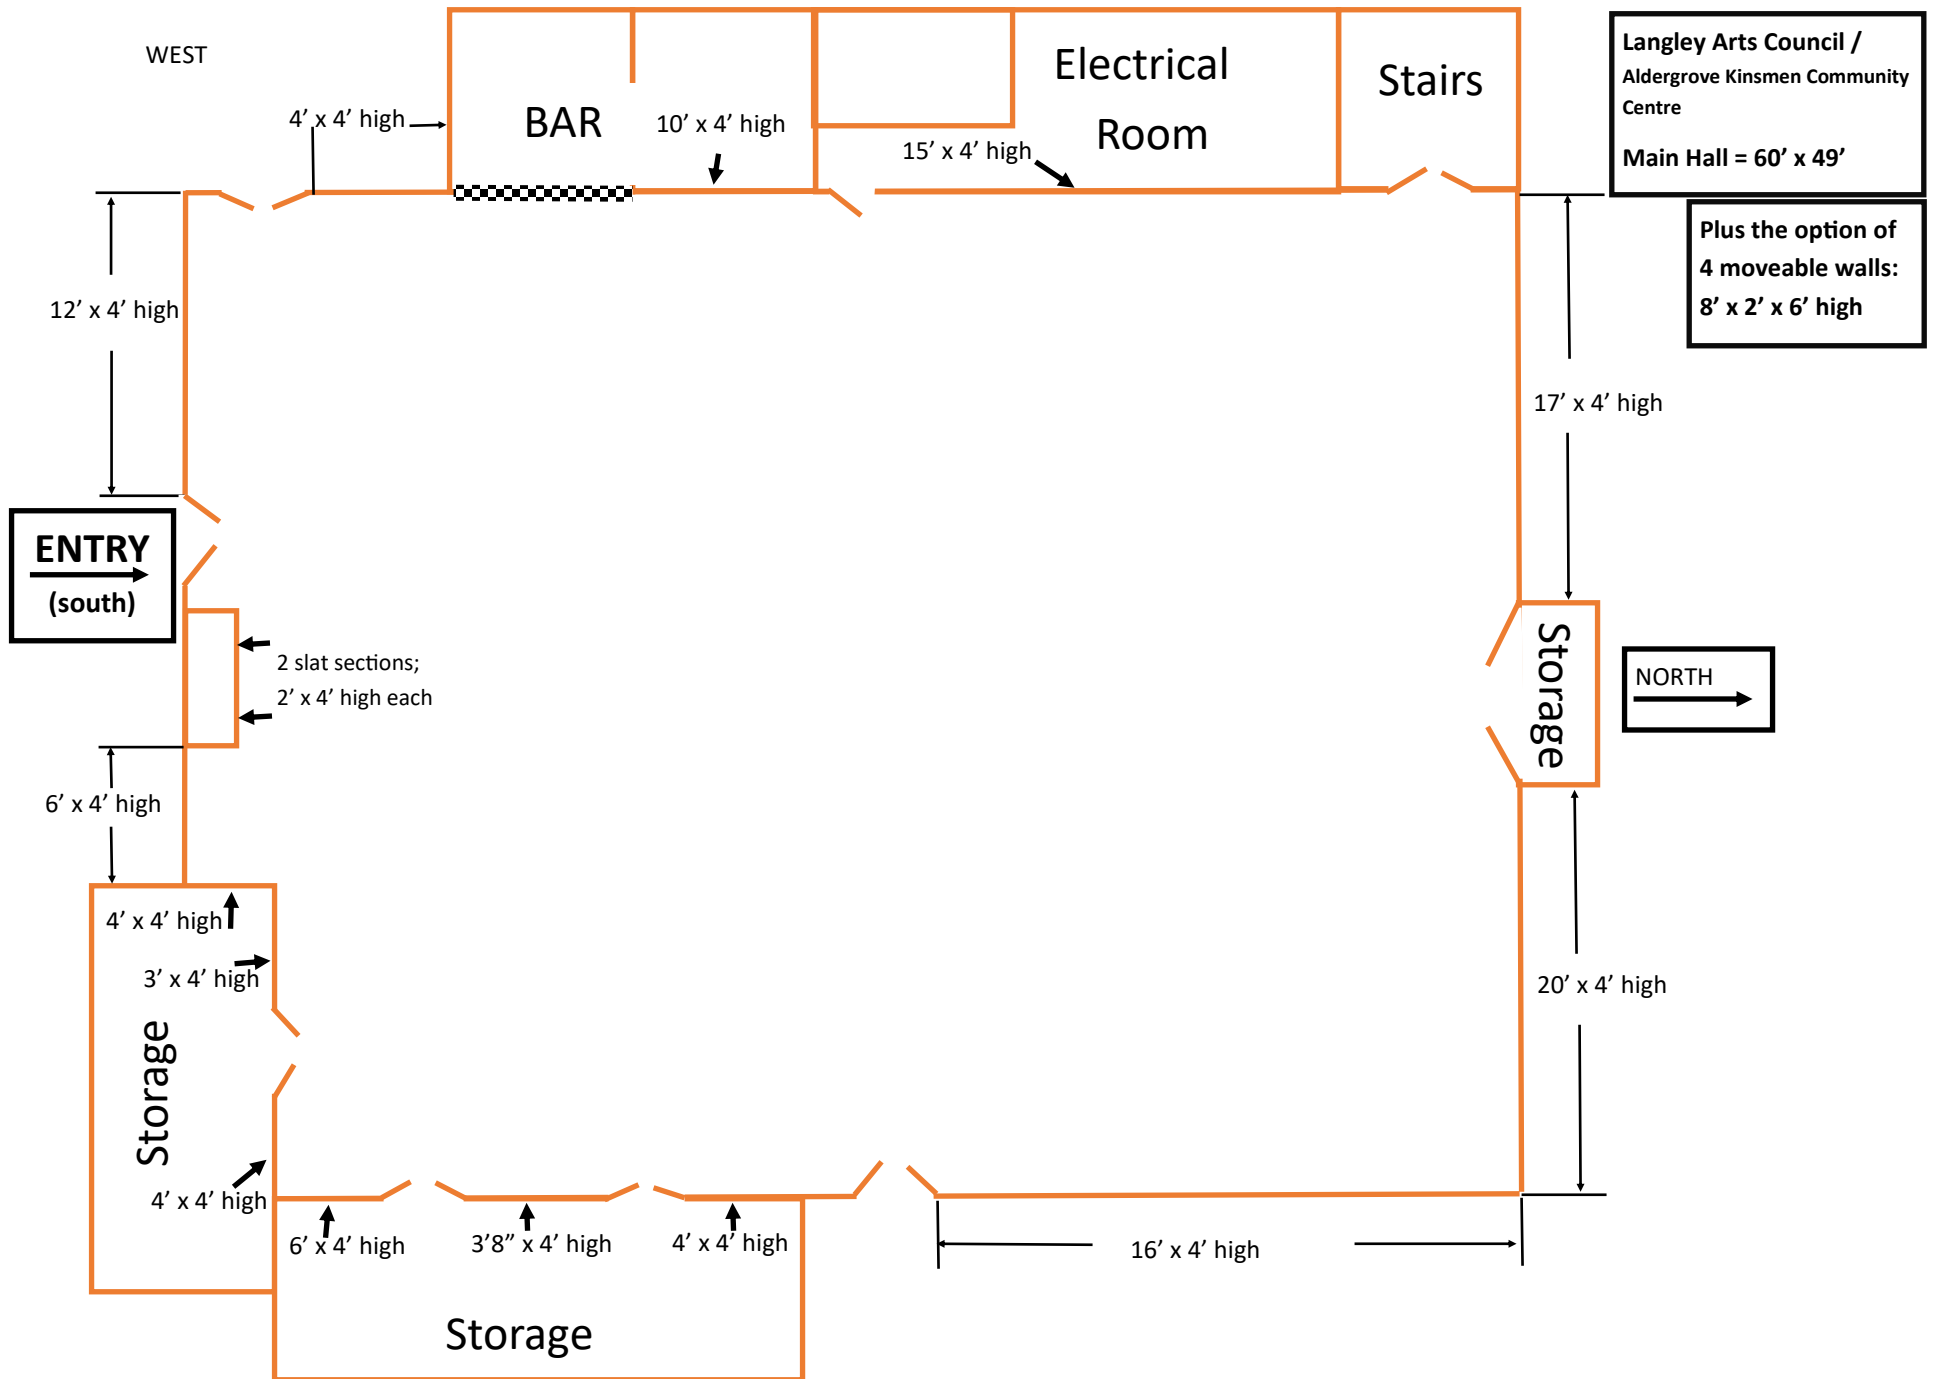 WEST
Electrical
Room
Stairs
Langley Arts Council /
Aldergrove Kinsmen Community
Centre
Main Hall = 60’ x 49’
4’ x 4’ high
BAR
10’ x 4’ high
15’ x 4’ high
Plus the option of
4 moveable walls:
8’ x 2’ x 6’ high
12’ x 4’ high
17’ x 4’ high
ENTRY
(south)
2 slat sections;
2’ x 4’ high each
Storage
NORTH
6’ x 4’ high
4’ x 4’ high
3’ x 4’ high
20’ x 4’ high
Storage
4’ x 4’ high
6’ x 4’ high
3’8” x 4’ high
4’ x 4’ high
16’ x 4’ high
Storage